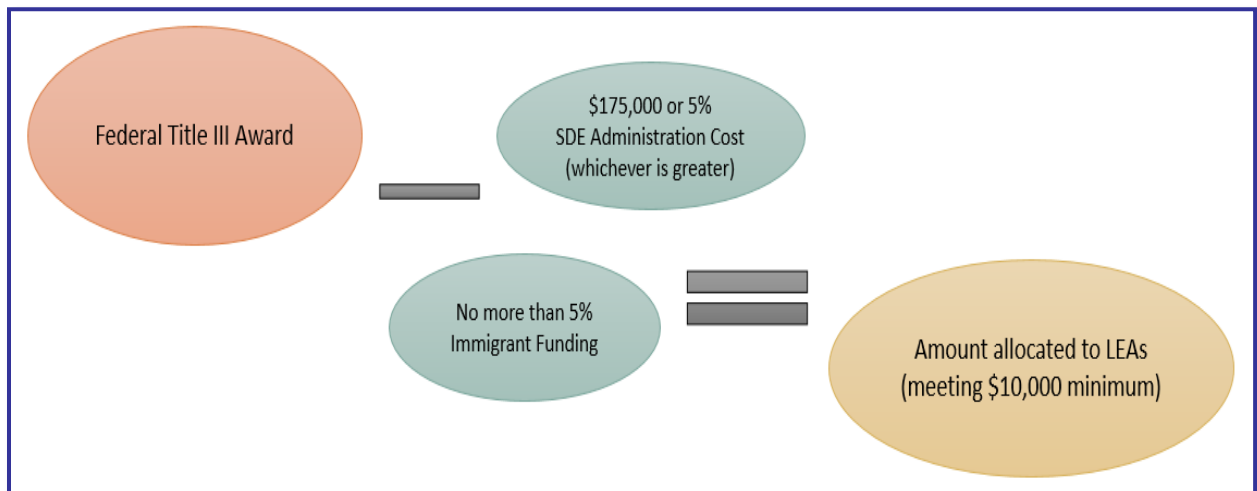 Federal Title III Award
$175,000 or 5%
SDE Administration Cost
(whichever is greater)
No more than 5%
Immigrant Funding
Amount allocated to LEAs
(meeting $10,000 minimum)